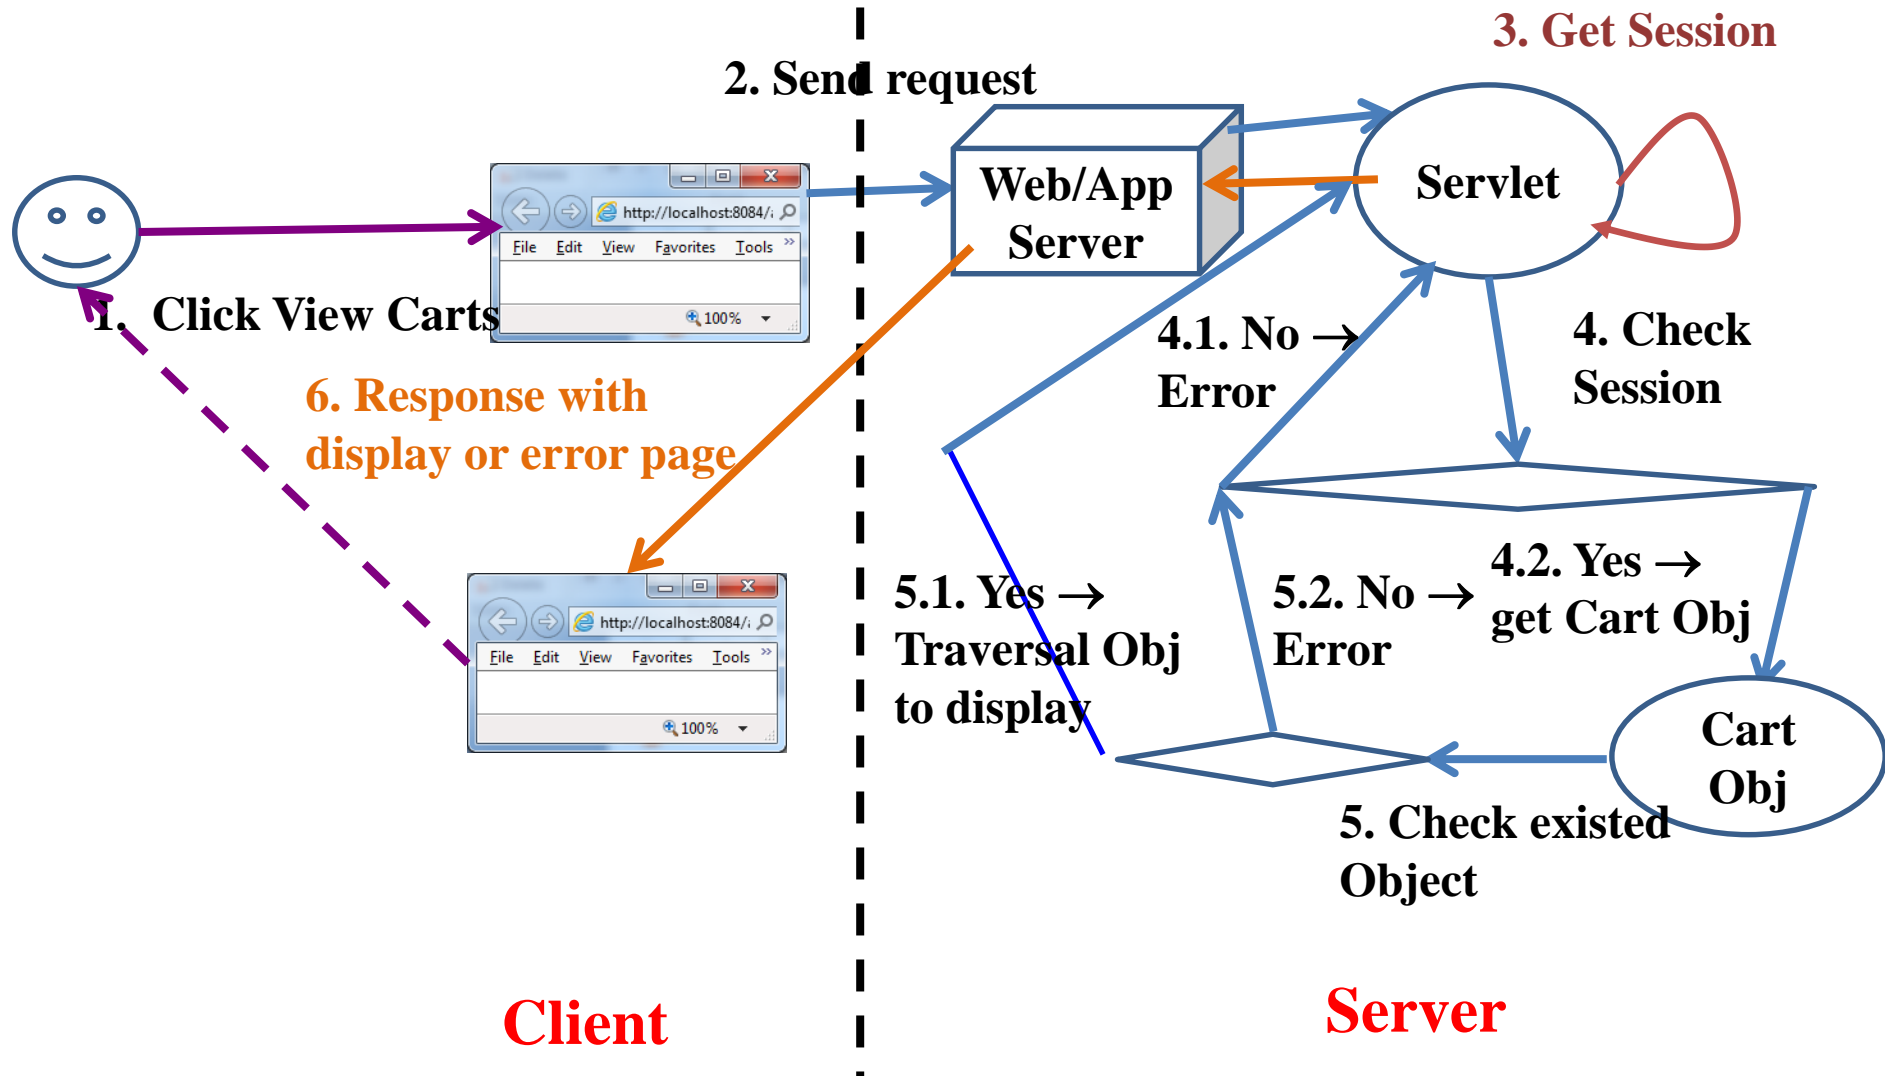 3. Get Session
2. Send request
Web/App
Server
Servlet
http://localhost:8084/
File Edit View Favorites Tools »
100%
1. Click View Carts
4.1. No →
Error
4. Check
Session
6. Response with
display or error page
5.1. Yes →
Traversal Obj
to display
5.2. No →
Error
4.2. Yes →
get Cart Obj
http://localhost:8084/
File Edit View Favorites Tools »
100%
Cart
Obj
5. Check existed
Object
Client
Server